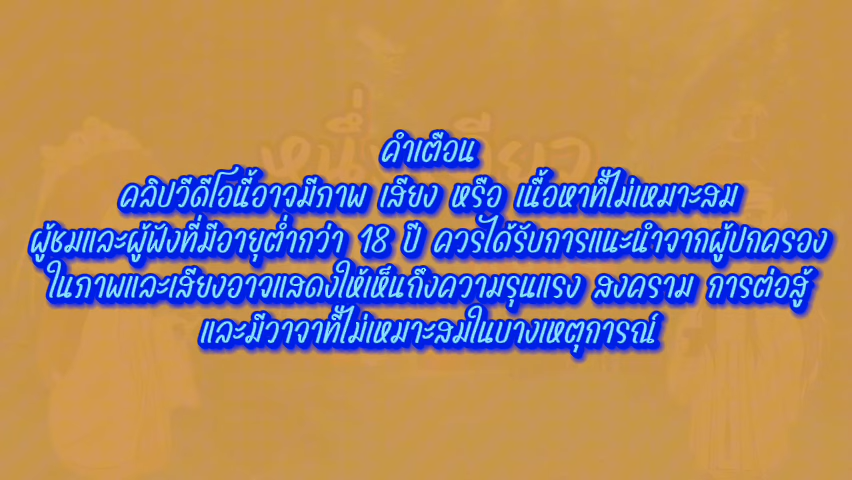 หนึ่งเดียว
คำเตือน
คลิปวีดีโอนี้อาจมีภาพ เสียง หรือ เนื้อหาที่ไม่เหมาะสม
ผู้ชมและผู้ฟังที่มีอายุต่ำกว่า 18 ปี ควรได้รับการแนะนำจากผู้ปกครอง
ในภาพและเสียงอาจแสดงให้เห็นถึงความรุนแรง สงคราม การต่อสู้
และมีวาจาที่ไม่เหมาะสมในบางเหตุการณ์